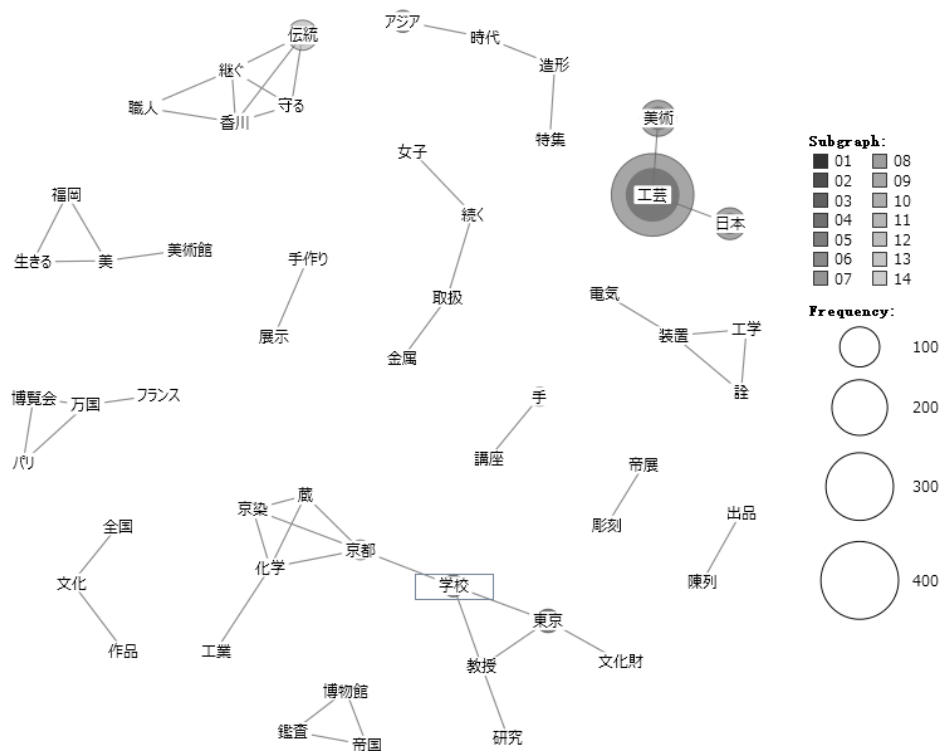 アジア
時代
伝統
造形
継ぐ
職人
守る
香川
美術
特集
女子
工芸
福岡
続く
日本
美術館
生きる
美
手作り
電気
取扱
展示
装置
工学
金属
詮
博覧会
万国
フランス
手
パリ
講座
帝展
蔵
京染
出品
全国
彫刻
京都
化学
文化
学校
陳列
東京
作品
工業
教授
文化財
博物館
鑑査
帝国
研究
Subgraph:
01 08
02 09
03 10
04 11
05 12
06 13
07 14
Frequency:
100
200
300
400